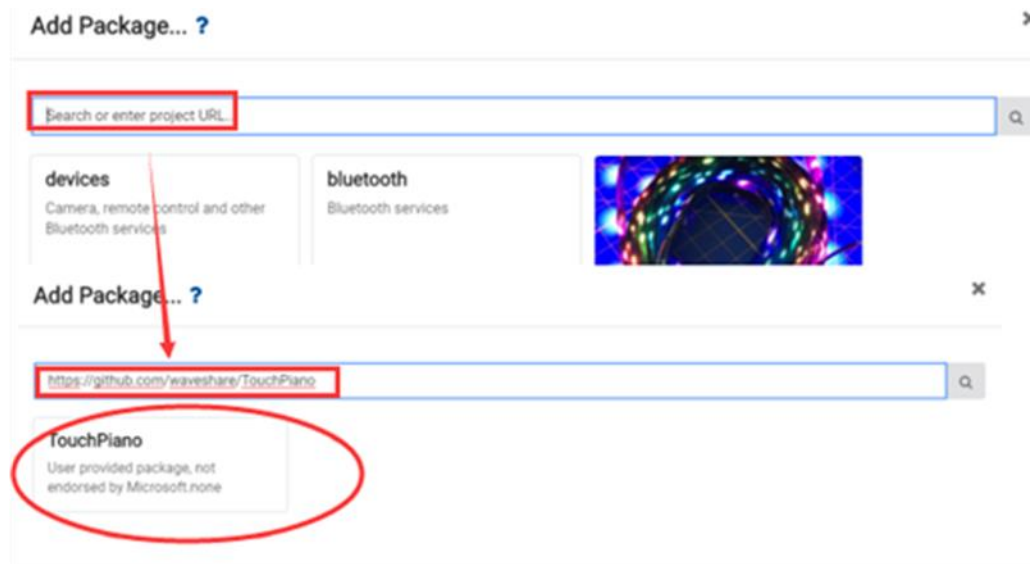 Add Package... ?
Search or enter project URL...
devices
Camera, remote control and other
Bluetooth services
bluetooth
Bluetooth services
Add Package... ?
https://github.com/waveshare/TouchPiano
TouchPiano
User provided package, not
endorsed by Microsoft.none